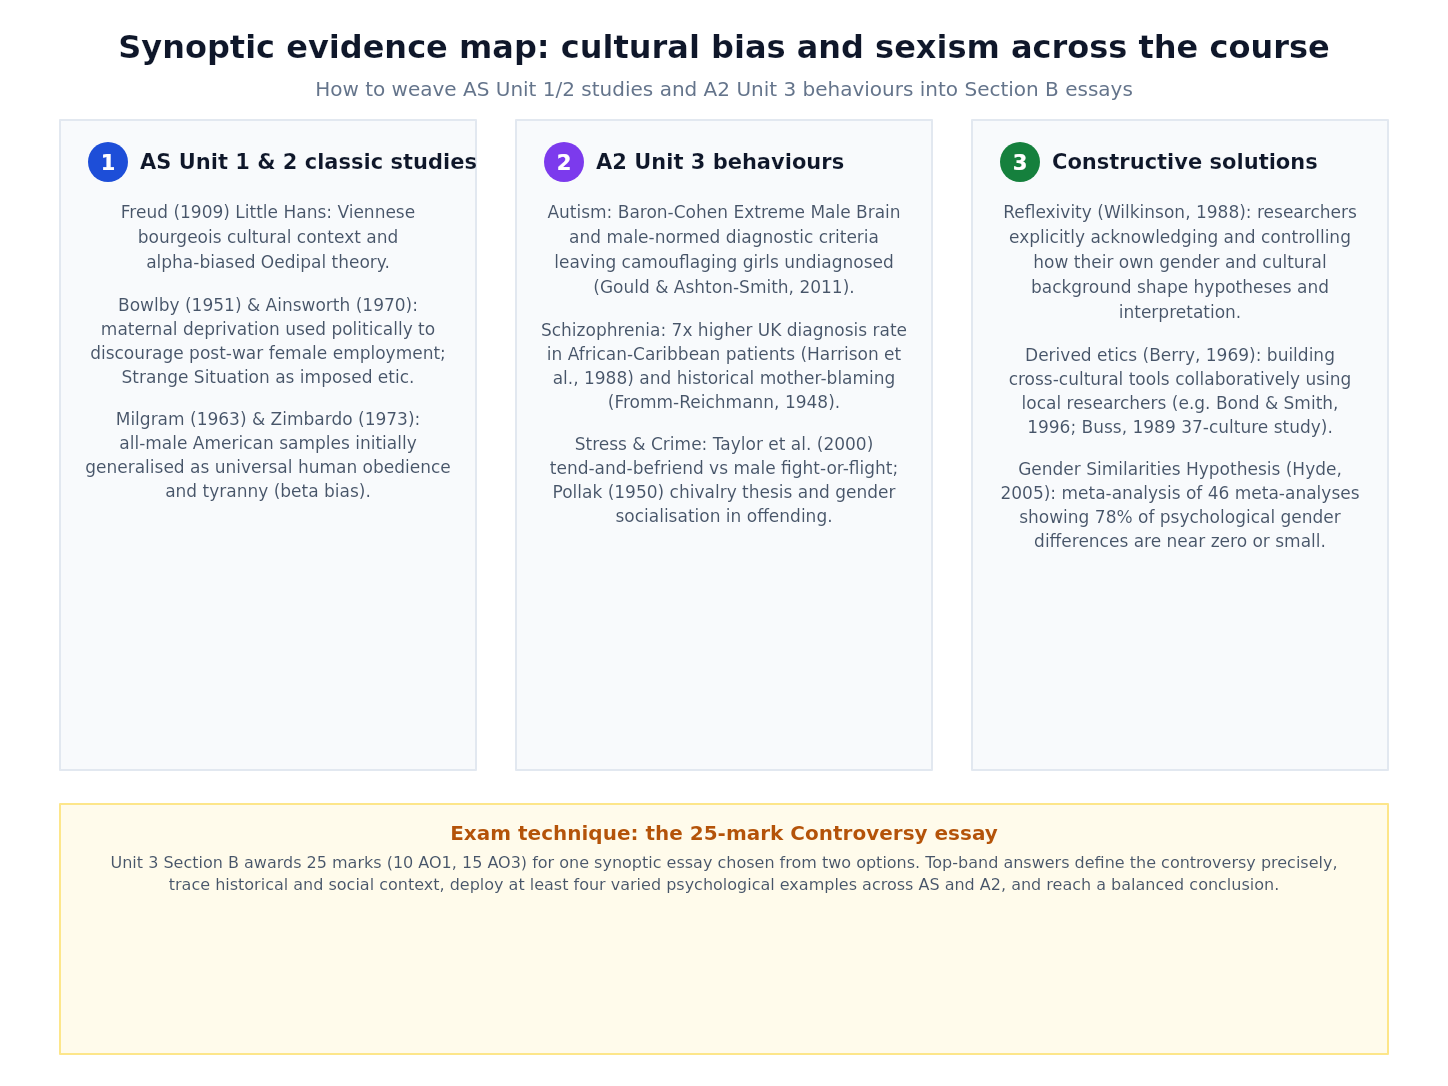 Synoptic evidence map: cultural bias and sexism across the course
How to weave AS Unit 1/2 studies and A2 Unit 3 behaviours into Section B essays
1 AS Unit 1 & 2 classic studies
Freud (1909) Little Hans: Viennese
bourgeois cultural context and
alpha-biased Oedipal theory.
Bowlby (1951) & Ainsworth (1970):
maternal deprivation used politically to
discourage post-war female employment;
Strange Situation as imposed etic.
Milgram (1963) & Zimbardo (1973):
all-male American samples initially
generalised as universal human obedience
and tyranny (beta bias).
2 A2 Unit 3 behaviours
Autism: Baron-Cohen Extreme Male Brain
and male-normed diagnostic criteria
leaving camouflaging girls undiagnosed
(Gould & Ashton-Smith, 2011).
Schizophrenia: 7x higher UK diagnosis rate
in African-Caribbean patients (Harrison et
al., 1988) and historical mother-blaming
(Fromm-Reichmann, 1948).
Stress & Crime: Taylor et al. (2000)
tend-and-befriend vs male fight-or-flight;
Pollak (1950) chivalry thesis and gender
socialisation in offending.
3 Constructive solutions
Reflexivity (Wilkinson, 1988): researchers
explicitly acknowledging and controlling
how their own gender and cultural
background shape hypotheses and
interpretation.
Derived etics (Berry, 1969): building
cross-cultural tools collaboratively using
local researchers (e.g. Bond & Smith,
1996; Buss, 1989 37-culture study).
Gender Similarities Hypothesis (Hyde,
2005): meta-analysis of 46 meta-analyses
showing 78% of psychological gender
differences are near zero or small.
Exam technique: the 25-mark Controversy essay
Unit 3 Section B awards 25 marks (10 AO1, 15 AO3) for one synoptic essay chosen from two options. Top-band answers define the controversy precisely,
trace historical and social context, deploy at least four varied psychological examples across AS and A2, and reach a balanced conclusion.